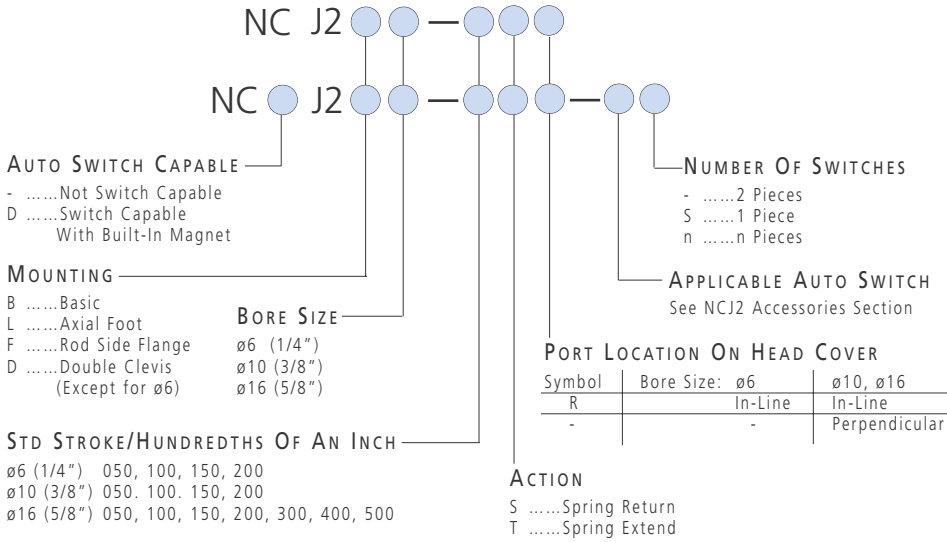 NC J2 —
NC J2 — —
AUTO SWITCH CAPABLE
- ......Not Switch Capable
D ......Switch Capable
With Built-In Magnet
NUMBER OF SWITCHES
- ......2 Pieces
S ......1 Piece
n ......n Pieces
MOUNTING
B ......Basic
L ......Axial Foot
F ......Rod Side Flange
D ......Double Clevis
(Except for ø6)
BORE SIZE
ø6 (1/4")
ø10 (3/8")
ø16 (5/8")
APPLICABLE AUTO SWITCH
See NCJ2 Accessories Section
PORT LOCATION ON HEAD COVER
Symbol Bore Size: ø6 ø10, ø16
R In-Line In-Line
- - Perpendicular
STD STROKE/HUNDREDTHS OF AN INCH
ø6 (1/4") 050, 100, 150, 200
ø10 (3/8") 050. 100. 150, 200
ø16 (5/8") 050, 100, 150, 200, 300, 400, 500
ACTION
S ......Spring Return
T ......Spring Extend